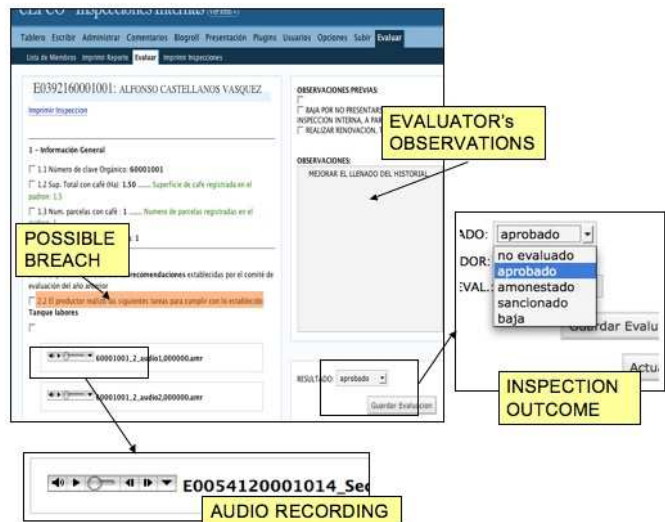 Inspecciones Internas
Tablero Escribir Administrar Comentarios Blogroll Presentación Plugins Usuarios Opciones Subir Evaluar
Lista de Miembros Imprimir Reporte Evaluar Imprimir Inspecciones
E0392160001001: ALFONSO CASTELLANOS VASQUEZ
Imprimir Inspeccion
1 - Información General
1.1 Número de clave Orgánico: 60001001
1.2 Sup. Total con café (Ha): 1.50 ...... Superficie de café registrada en el
padron: 1.5
1.3 Num. parcelas con café : 1 ...... Numero de parcelas registradas en el
: 1
POSSIBLE
BREACH
recomendaciones establecidas por el comité de
evaluación del año anterior
2.2 El productor realizó las siguientes tareas para cumplir con lo establecido
Tanque labores
60001001_2_audio1,000000.amr
60001001_2_audio2,000000.amr
OBSERVACIONES PREVIAS:
BAJA POR NO PRESENTARS
INSPECCION INTERNA, A PAR
REALIZAR RENOVACION, T
EVALUATOR's
OBSERVATIONS
OBSERVACIONES:
MEJORAR EL LLENADO DEL HISTORIAL
RESULTADO: aprobado
Guardar Evaluacion
ADO: aprobado
DOR: no evaluado
aprobado
EVAL.: amonestado
sancionado
baja
Guardar Evalu
Actu
INSPECTION
OUTCOME
E0054120001014_Sec
AUDIO RECORDING